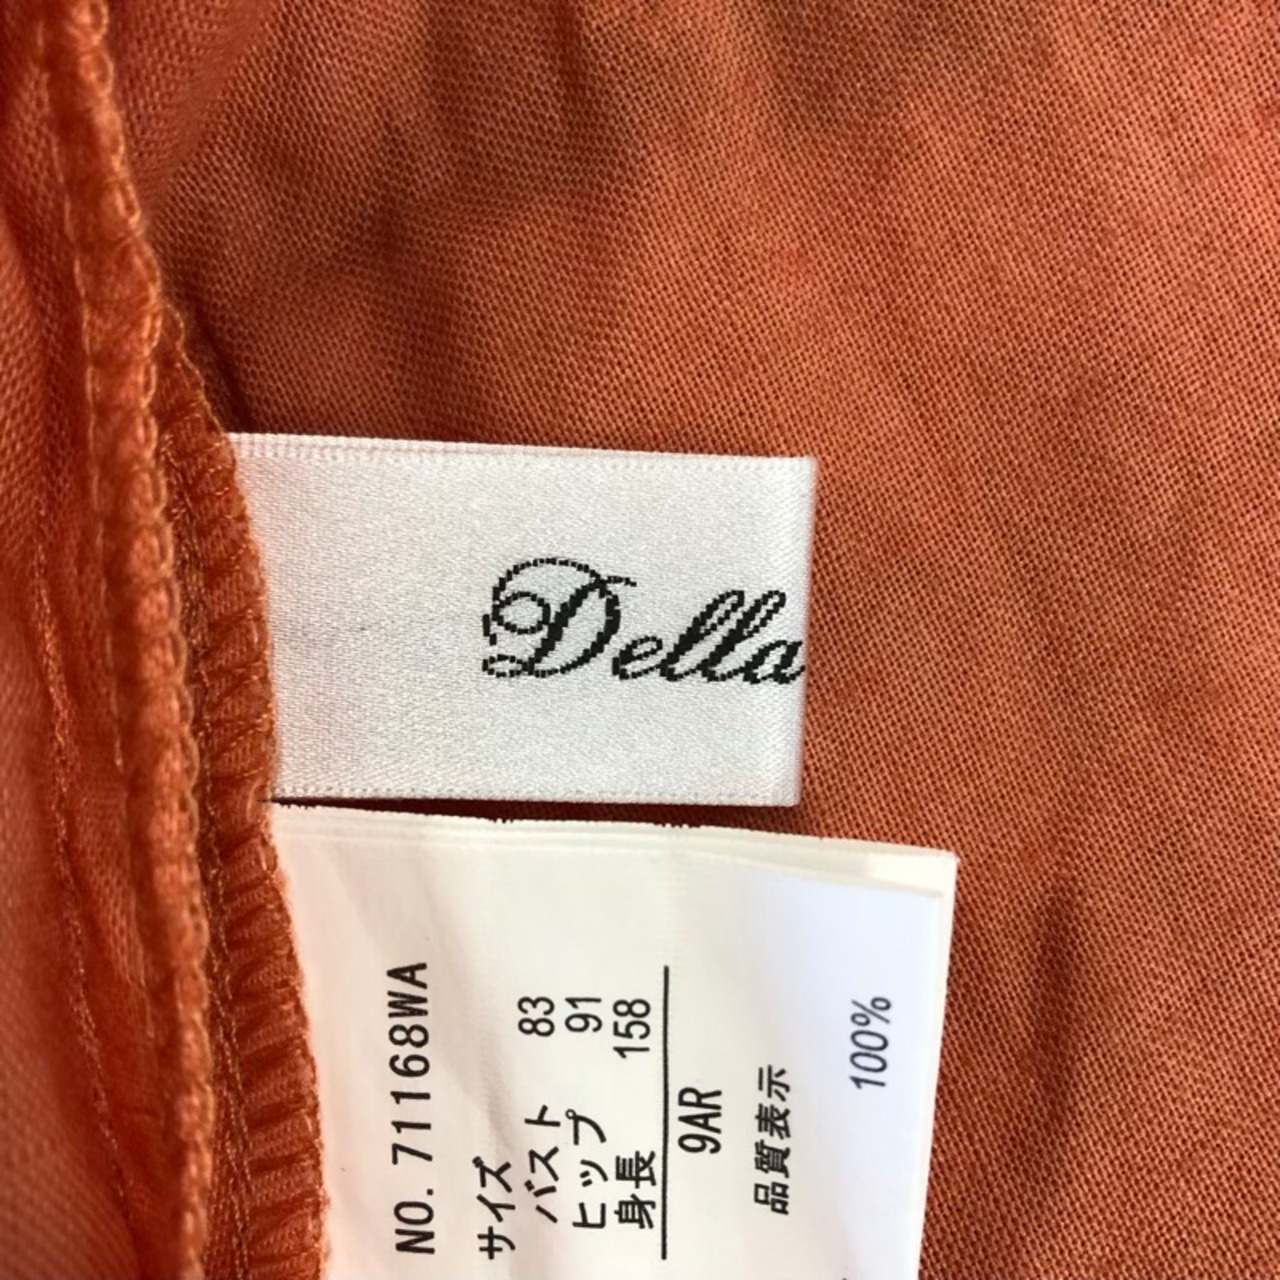 Della
NO. 71168WA
サイズ
バスト 83
ヒップ 91
身長 158
9AR
品質表示
100%